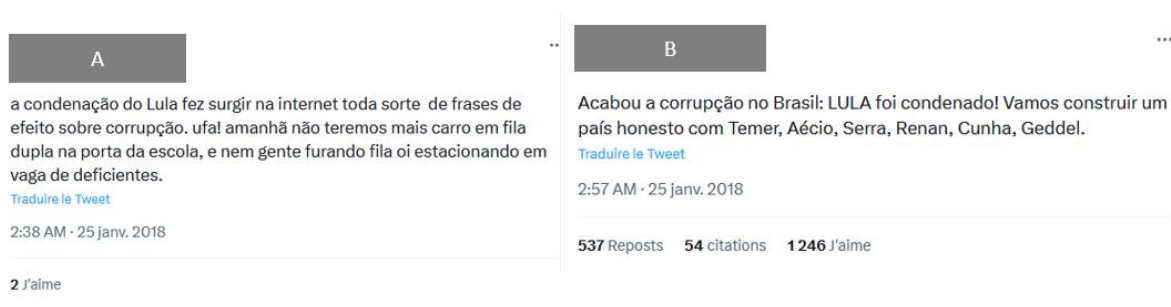 A
..
a condenação do Lula fez surgir na internet toda sorte de frases de
efeito sobre corrupção. ufa! amanhã não teremos mais carro em fila
dupla na porta da escola, e nem gente furando fila oi estacionando em
vaga de deficientes.
Traduire le Tweet
2:38 AM · 25 janv. 2018
2 J'aime
B
...
Acabou a corrupção no Brasil: LULA foi condenado! Vamos construir um
país honesto com Temer, Aécio, Serra, Renan, Cunha, Geddel.
Traduire le Tweet
2:57 AM · 25 janv. 2018
537 Reposts 54 citations 1 246 J'aime